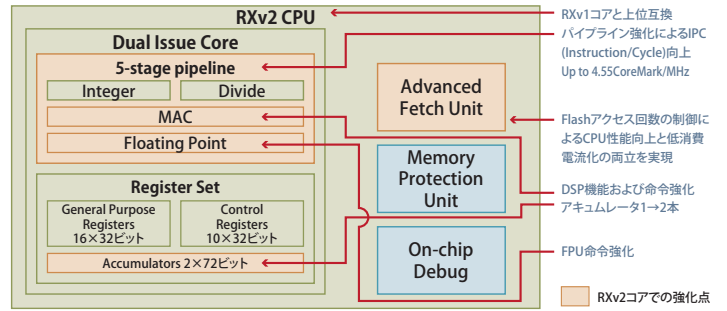 RXv2 CPU
Dual Issue Core
5-stage pipeline
Integer
Divide
MAC
Floating Point
Register Set
General Purpose
Registers
16×32ビット
Control
Registers
10×32ビット
Accumulators 2×72ビット
Advanced
Fetch Unit
Memory
Protection
Unit
On-chip
Debug
RXv1コアと上位互換
パイプライン強化によるIPC
(Instruction/Cycle)向上
Up to 4.55CoreMark/MHz
Flashアクセス回数の制御に
よるCPU性能向上と低消費
電流化の両立を実現
DSP機能および命令強化
アキュムレータ1→2本
FPU命令強化
RXv2コアでの強化点